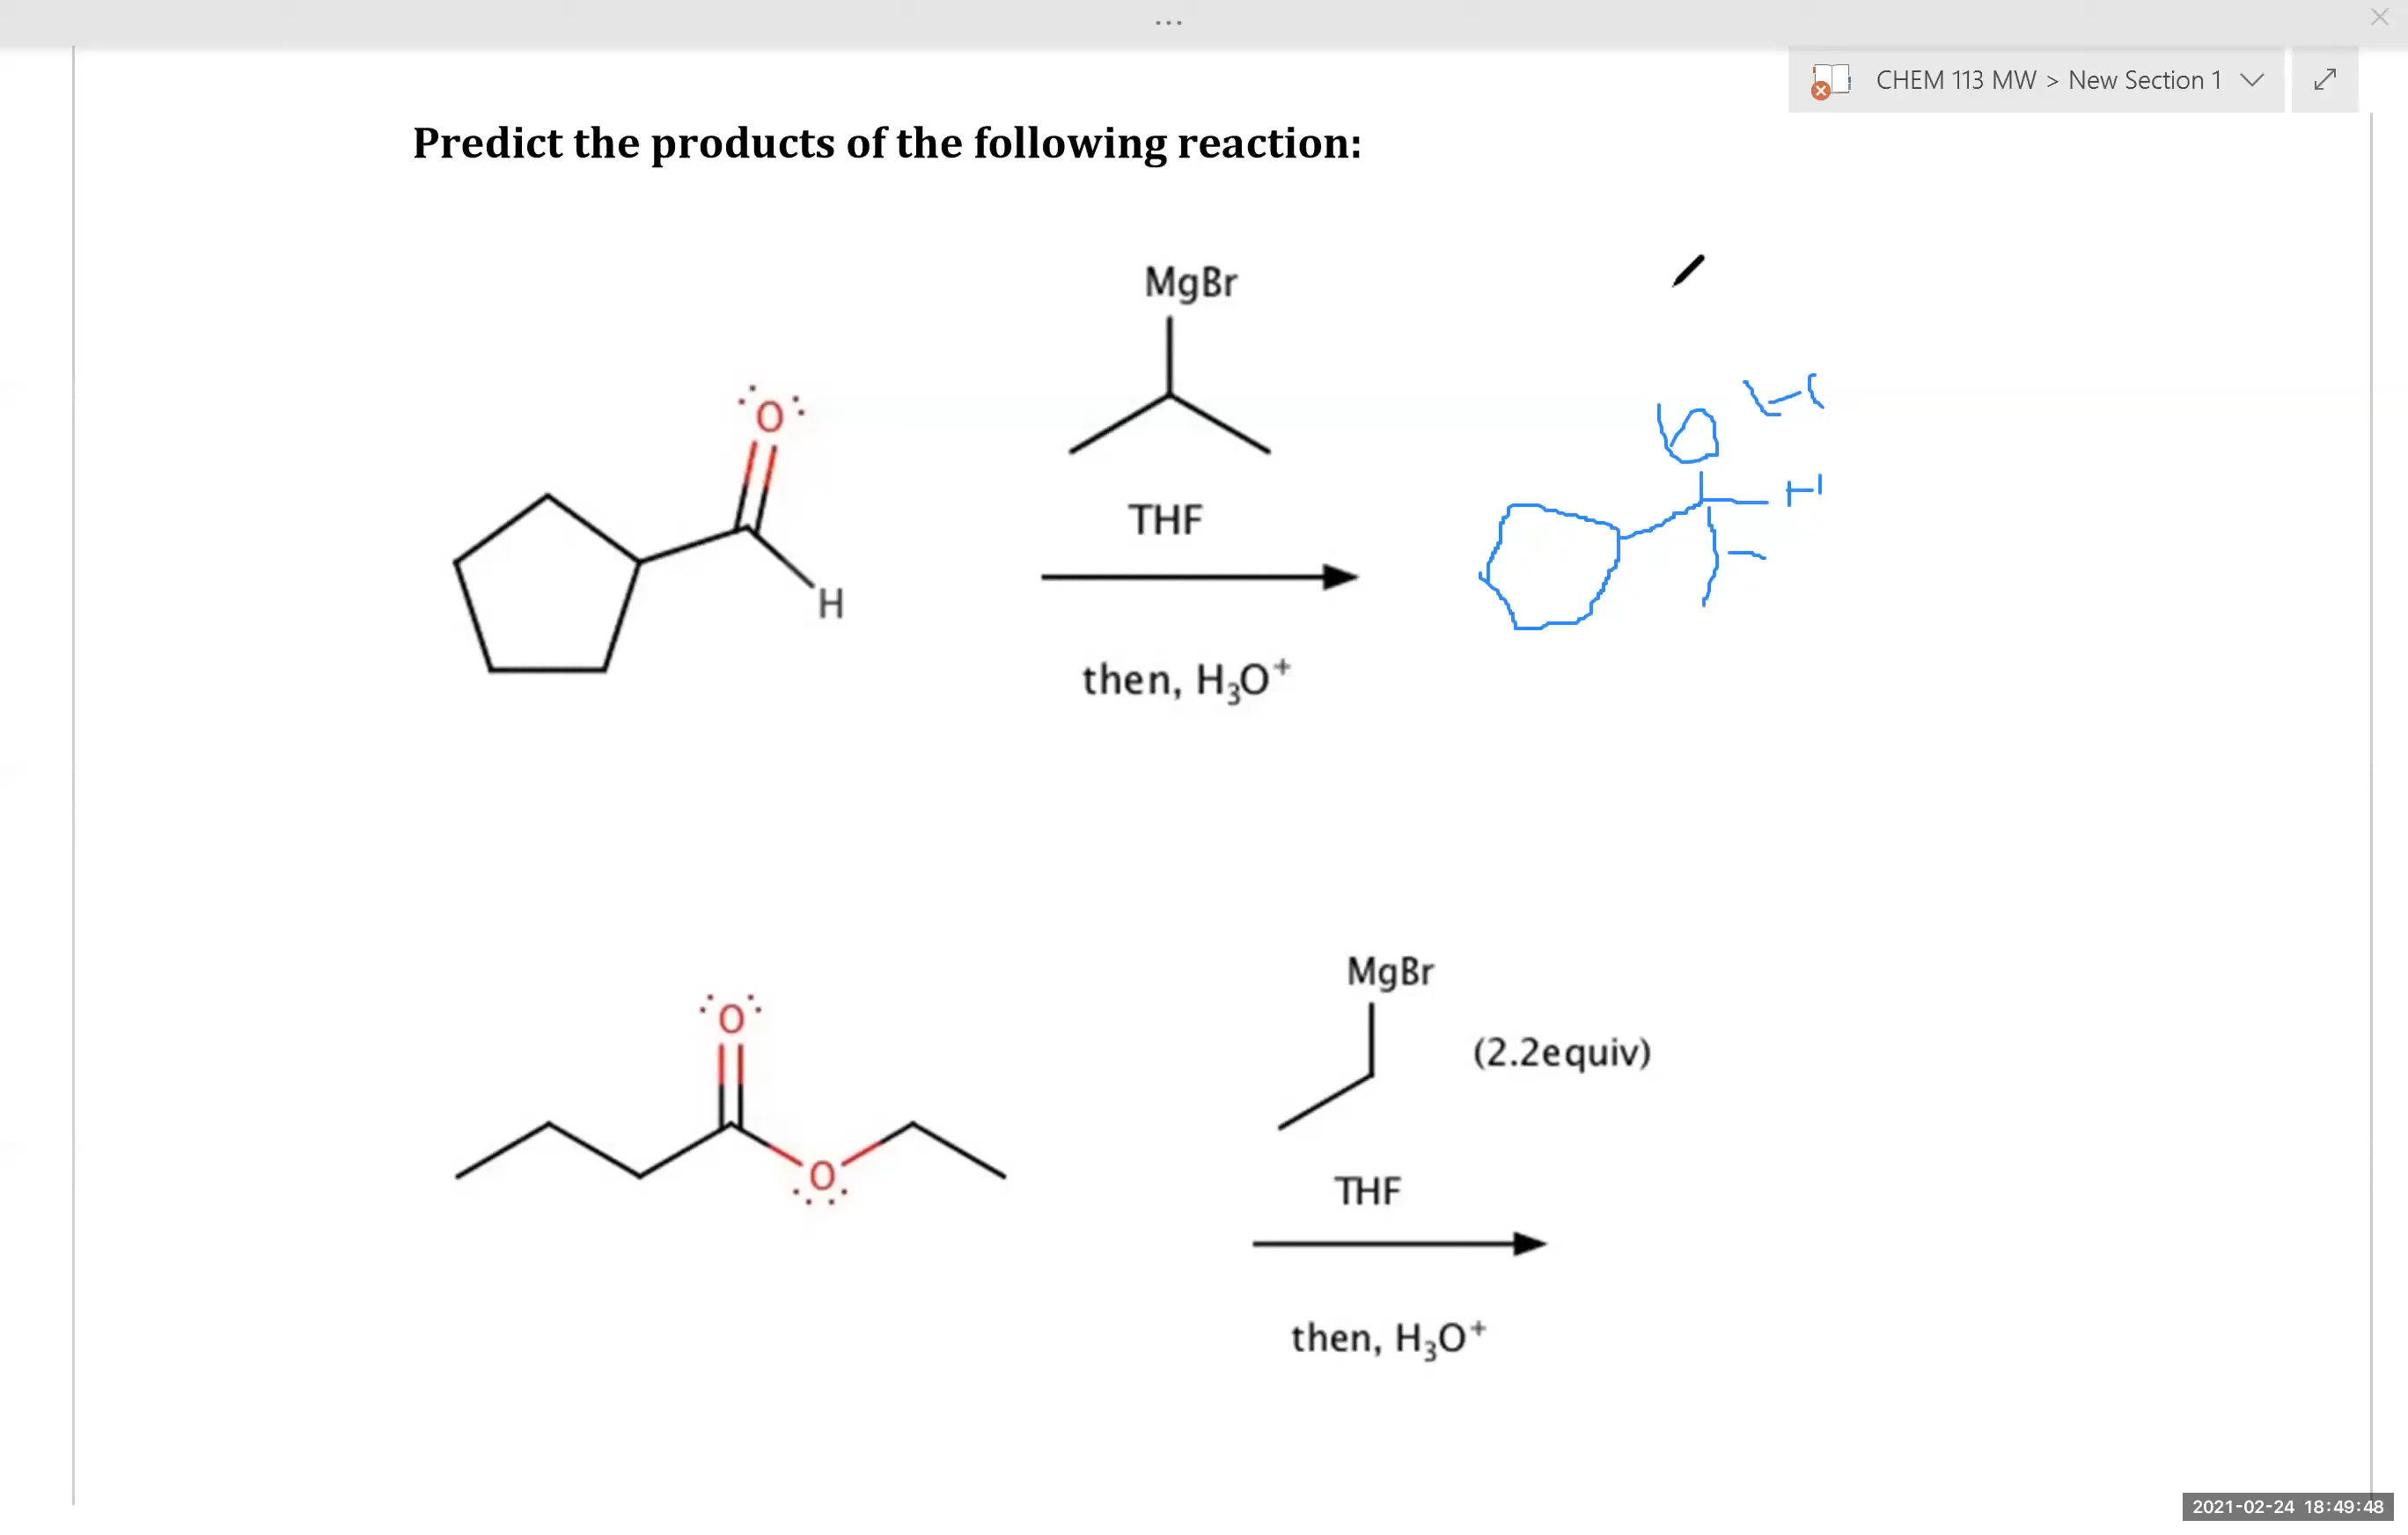 CHEM 113 MW > New Section 1
Predict the products of the following reaction:
MgBr
O
THF
H
H
then, H₃O⁺
MgBr
O
(2.2equiv)
O
THF
then, H₃O⁺
2021-02-24 18:49:48